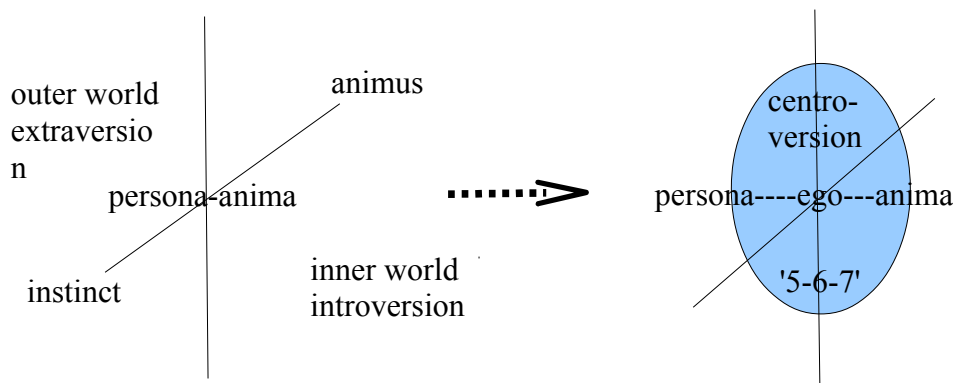 outer world
extraversio
n
animus
persona-anima
instinct
inner world
introversion
centro-
version
persona----ego---anima
'5-6-7'